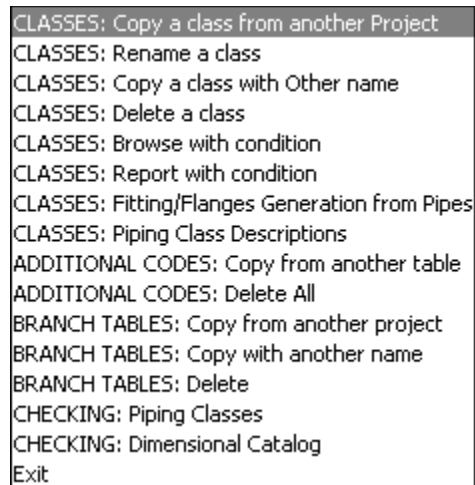 CLASSES: Copy a class from another Project
CLASSES: Rename a class
CLASSES: Copy a class with Other name
CLASSES: Delete a class
CLASSES: Browse with condition
CLASSES: Report with condition
CLASSES: Fitting/Flanges Generation from Pipes
CLASSES: Piping Class Descriptions
ADDITIONAL CODES: Copy from another table
ADDITIONAL CODES: Delete All
BRANCH TABLES: Copy from another project
BRANCH TABLES: Copy with another name
BRANCH TABLES: Delete
CHECKING: Piping Classes
CHECKING: Dimensional Catalog
Exit